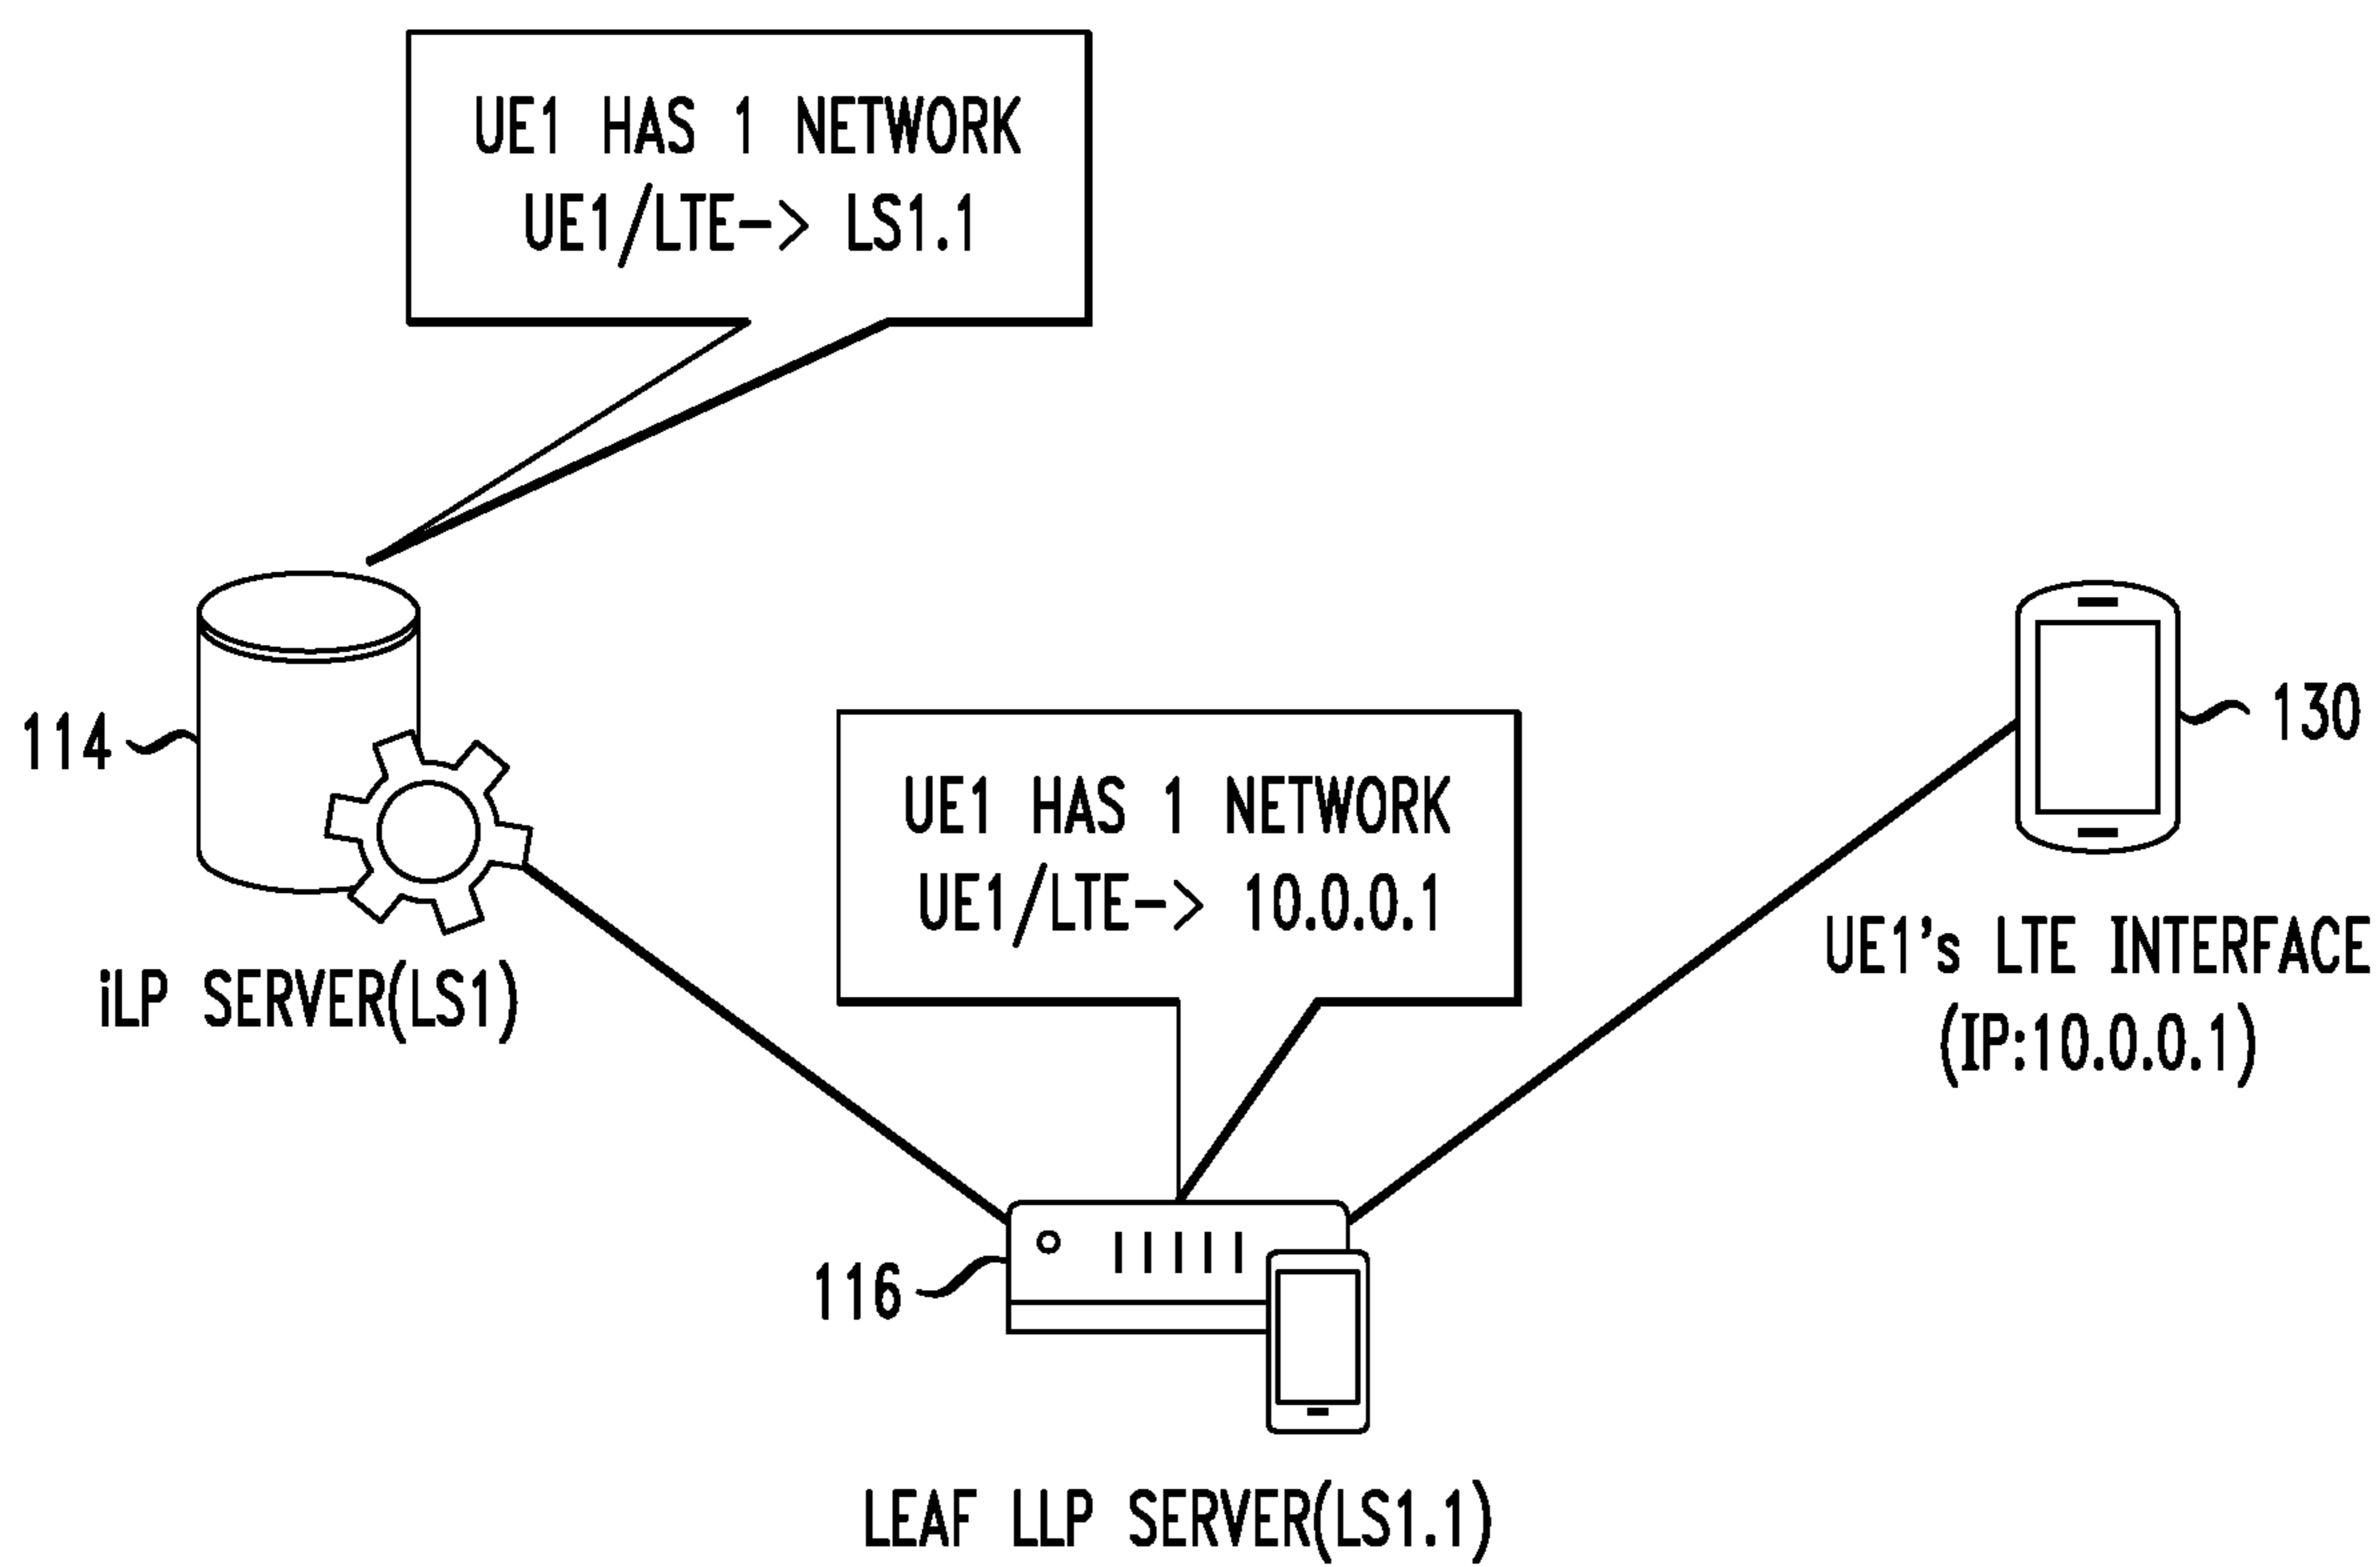 UE1 HAS 1 NETWORK
UE1/LTE-> LS1.1
114
iLP SERVER(LS1)
UE1 HAS 1 NETWORK
UE1/LTE-> 10.0.0.1
130
UE1's LTE INTERFACE
(IP:10.0.0.1)
116
LEAF LLP SERVER(LS1.1)